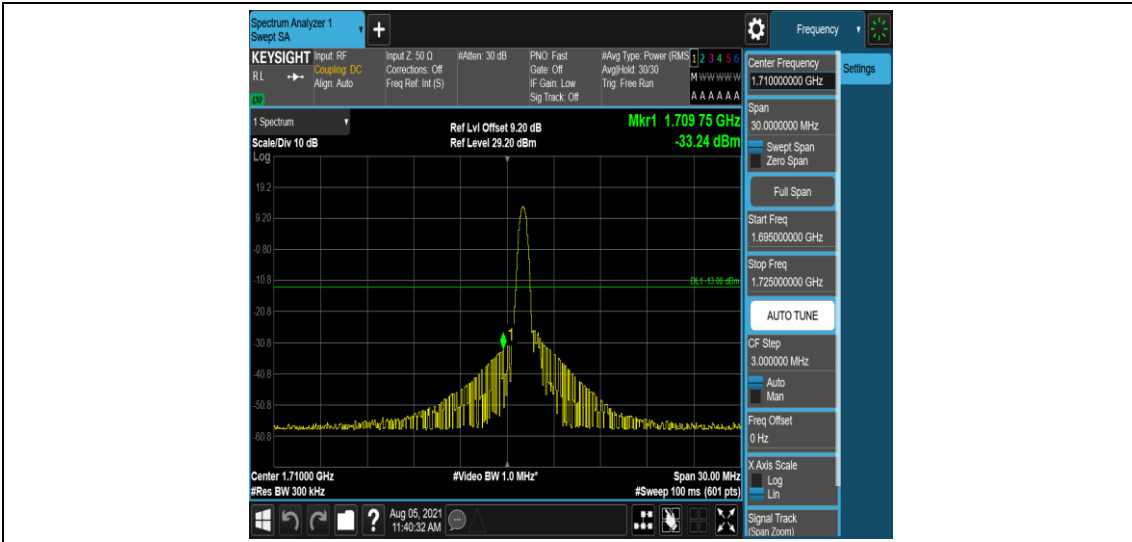 Spectrum Analyzer 1
Swept SA
+
Frequency
KEYSIGHT
RL
LXI
Input: RF
Coupling: DC
Align: Auto
Input Z: 50 Ω
Corrections: Off
Freq Ref: Int (S)
#Atten: 30 dB
PNO: Fast
Gate: Off
IF Gain: Low
Sig Track: Off
#Avg Type: Power (RMS
Avg|Hold: 30/30
Trig: Free Run
1 2 3 4 5 6
M W W W W W
A A A A A A
1 Spectrum
Scale/Div 10 dB
Log
Ref Lvl Offset 9.20 dB
Ref Level 29.20 dBm
Mkr1 1.709 75 GHz
-33.24 dBm
19.2
9.20
-0.80
-10.8
DL1 -13.00 dBm
-20.8
1
-30.8
-40.8
-50.8
-60.8
Center 1.71000 GHz
#Res BW 300 kHz
#Video BW 1.0 MHz*
Span 30.00 MHz
#Sweep 100 ms (601 pts)
?
Aug 05, 2021
11:40:32 AM
Center Frequency
1.710000000 GHz
Settings
Span
30.0000000 MHz
Swept Span
Zero Span
Full Span
Start Freq
1.695000000 GHz
Stop Freq
1.725000000 GHz
AUTO TUNE
CF Step
3.000000 MHz
Auto
Man
Freq Offset
0 Hz
X Axis Scale
Log
Lin
Signal Track
(Span Zoom)